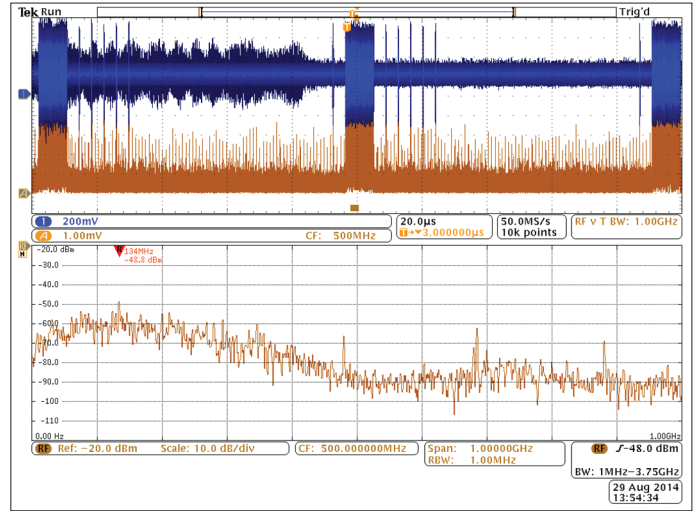 Tek Run Trig'd
1 200mV
1.00mV CF: 500MHz
20.0µs
T→▼3.000000µs
50.0MS/s
10k points
RF v T BW: 1.00GHz
-20.0 dBm
R 134MHz
-48.8 dBm
-30.0
-40.0
-50.0
-60.0
-70.0
-80.0
-90.0
-100
-110
0.00 Hz 1.00GHz
RF Ref: -20.0 dBm Scale: 10.0 dB/div
CF: 500.000000MHz
Span: 1.00000GHz
RBW: 1.00MHz
RF -48.0 dBm
BW: 1MHz-3.75GHz
29 Aug 2014
13:54:34